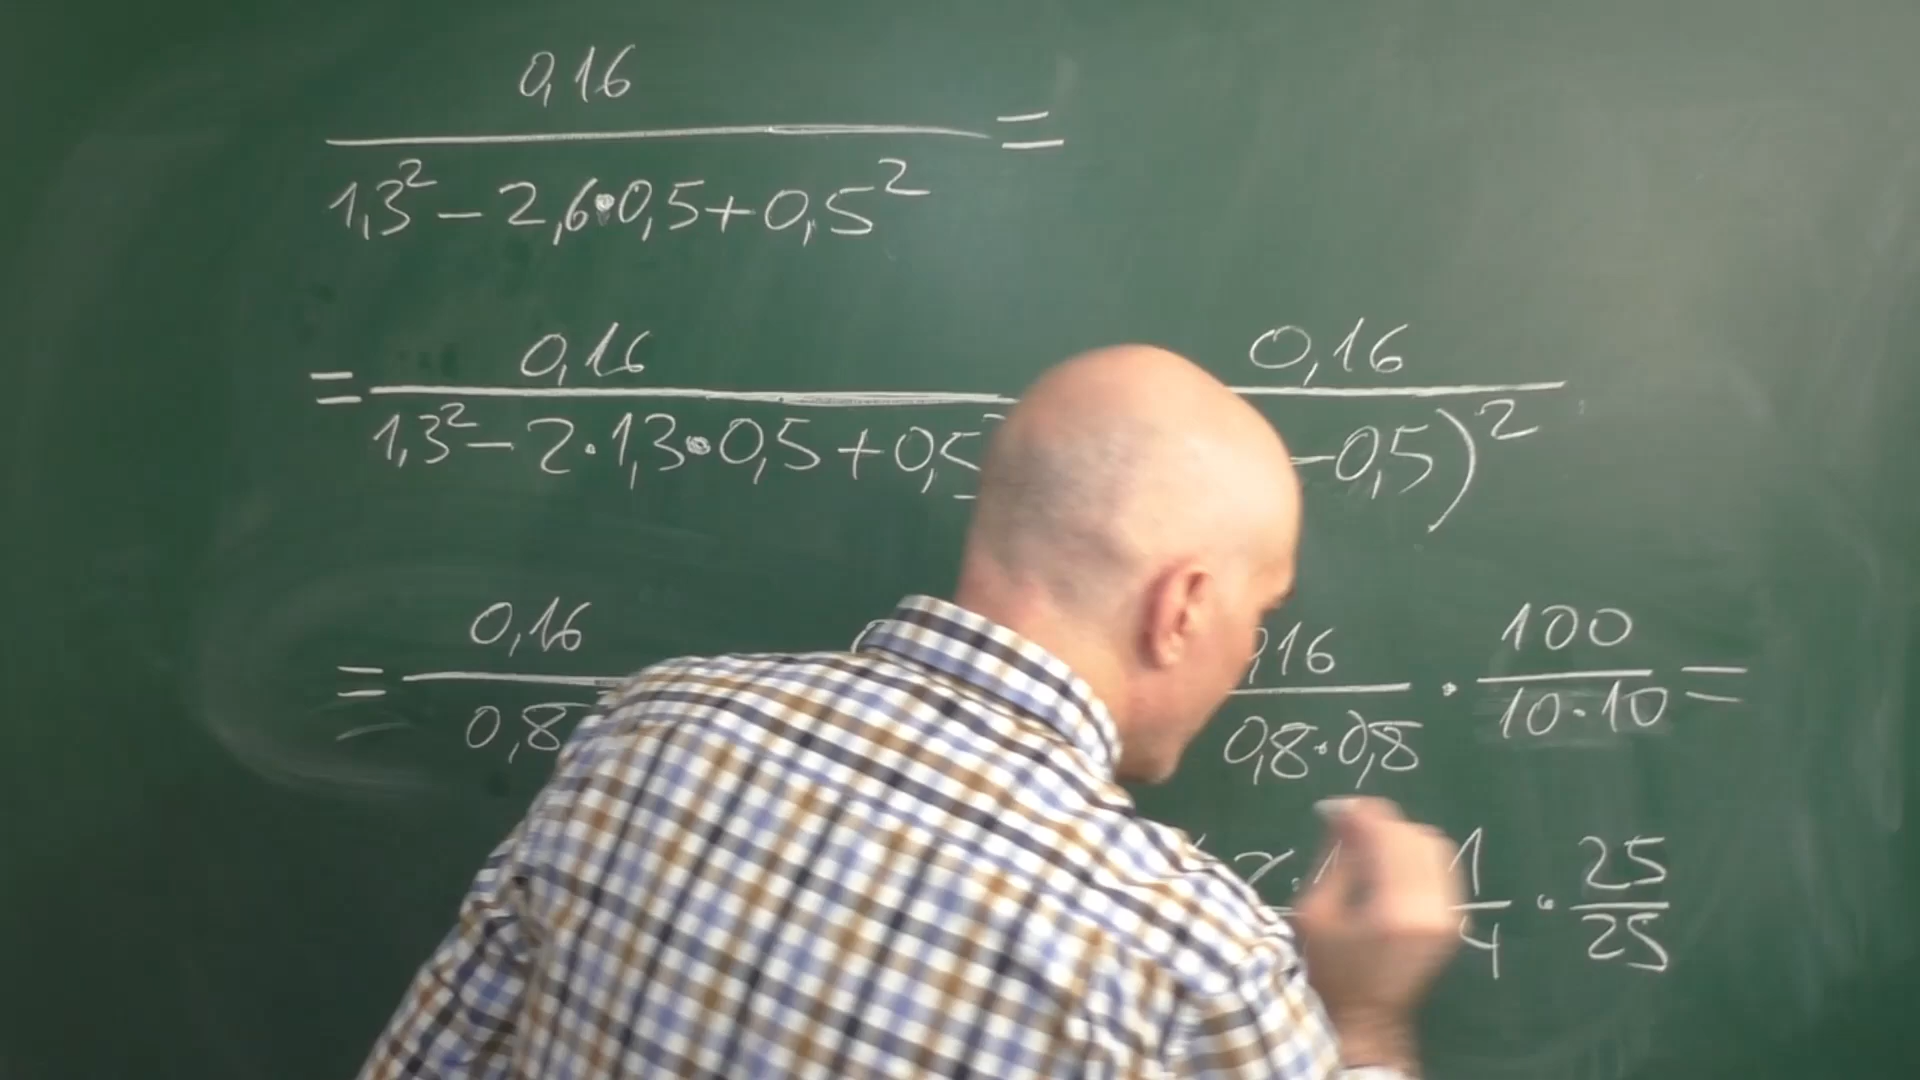 0,16
1,3² - 2,6·0,5 + 0,5² =
0,16 0,16
= 1,3² - 2·1,3·0,5 + 0,5 -0,5)²
0,16 ,16 · 100 =
= 0,8 0,8·0,8 10·10
1 · 25
4 25